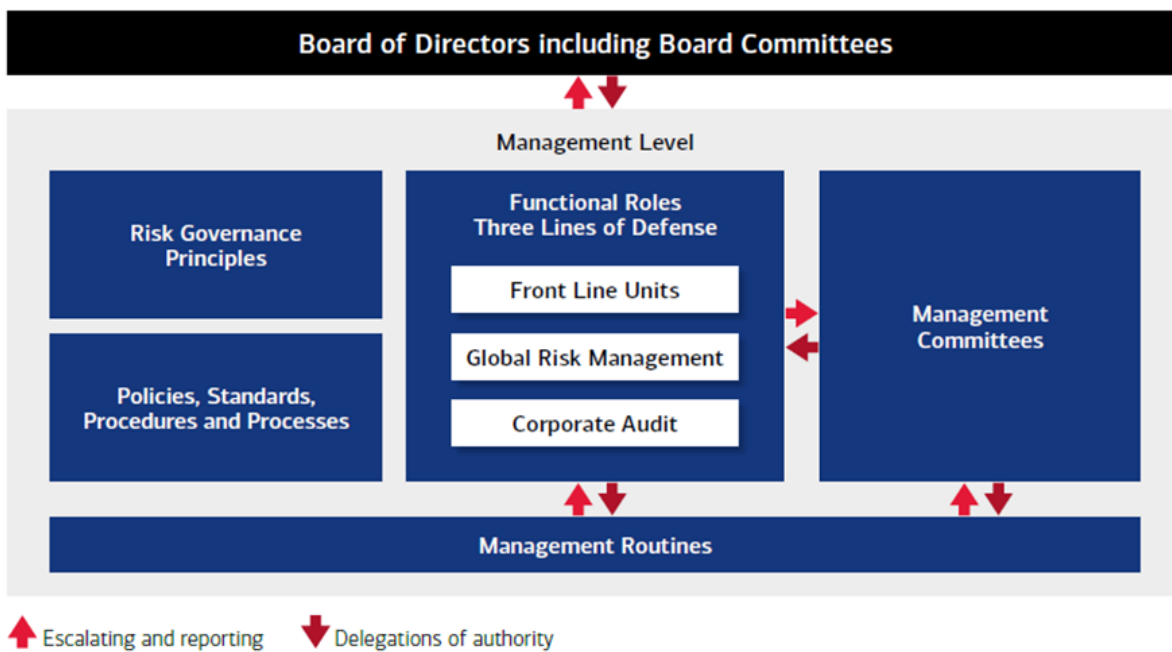 Board of Directors including Board Committees
Management Level
Risk Governance
Principles
Policies, Standards,
Procedures and Processes
Functional Roles
Three Lines of Defense
Front Line Units
Global Risk Management
Corporate Audit
Management
Committees
Management Routines
Escalating and reporting
Delegations of authority